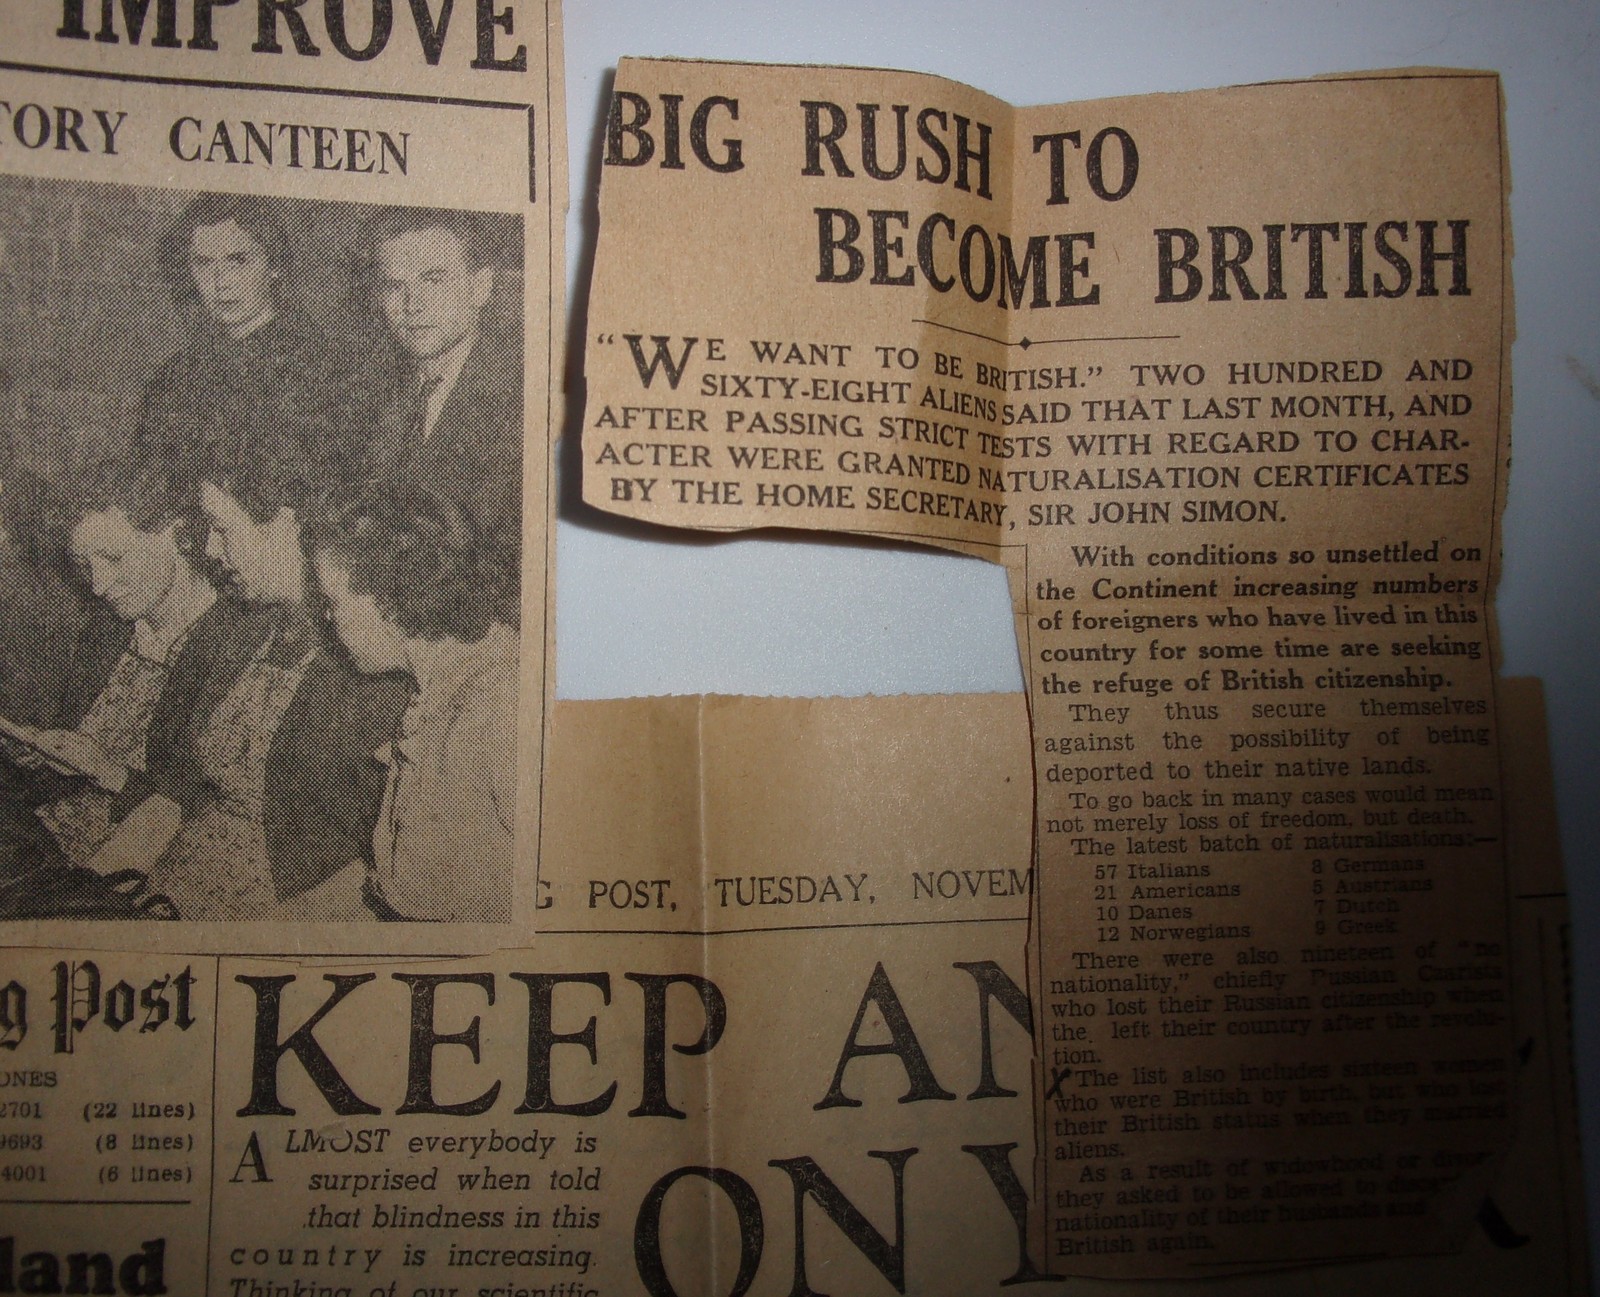 IMPROVE
TORY CANTEEN
BIG RUSH TO
BECOME BRITISH
"WE WANT TO BE BRITISH." TWO HUNDRED AND
SIXTY-EIGHT ALIENS SAID THAT LAST MONTH, AND
AFTER PASSING STRICT TESTS WITH REGARD TO CHAR-
ACTER WERE GRANTED NATURALISATION CERTIFICATES
BY THE HOME SECRETARY, SIR JOHN SIMON.
With conditions so unsettled on
the Continent increasing numbers
of foreigners who have lived in this
country for some time are seeking
the refuge of British citizenship.
They thus secure themselves
against the possibility of being
deported to their native lands.
To go back in many cases would mean
not merely loss of freedom, but death.
The latest batch of naturalisations:—
57 Italians 8 Germans
21 Americans 5 Austrians
10 Danes 7 Dutch
12 Norwegians 9 Greek
There were also nineteen of "no
nationality," chiefly Russian Czarists
who lost their Russian citizenship when
the. left their country after the revolu-
tion.
X The list also includes sixteen women
who were British by birth, but who lost
their British status when they married
aliens.
As a result of widowhood or
they asked to be allowed to
nationality of their husbands and
British again.
G POST, TUESDAY, NOVEM
g Post
ONES
2701 (22 lines)
9693 (8 lines)
4001 (6 lines)
land
KEEP AN
ON Y
ALMOST everybody is
surprised when told
that blindness in this
country is increasing.
Thinking of our scientific